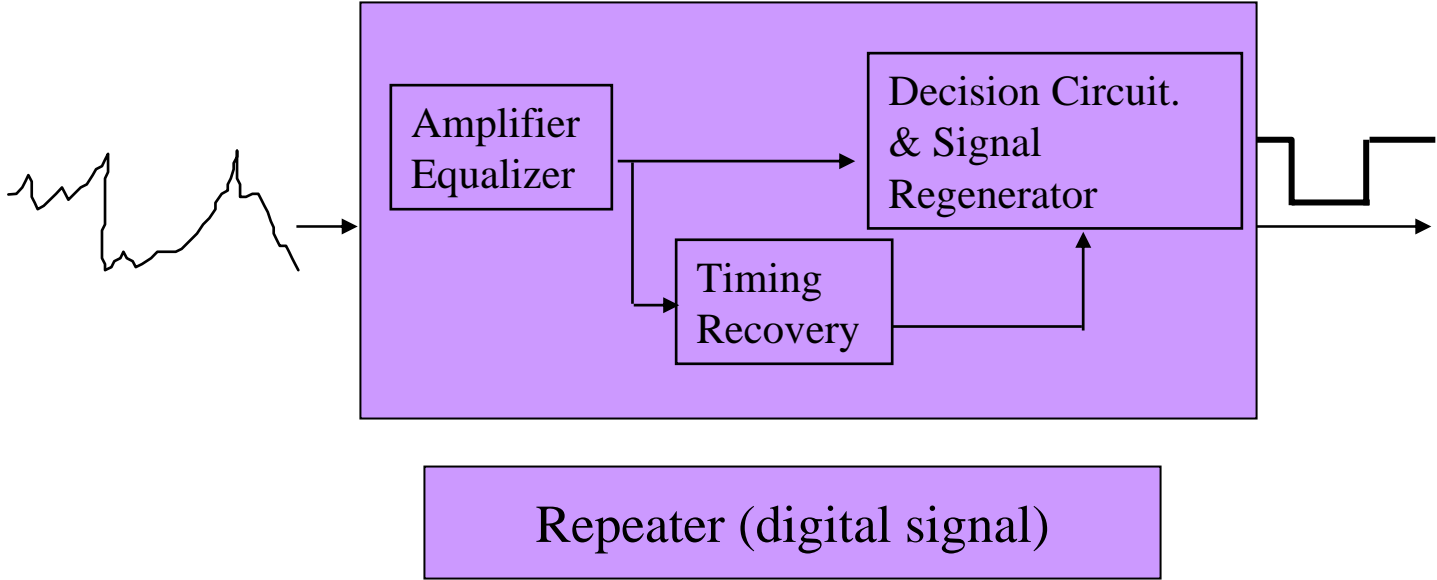 Amplifier
Equalizer
Decision Circuit.
& Signal
Regenerator
Timing
Recovery
Repeater (digital signal)